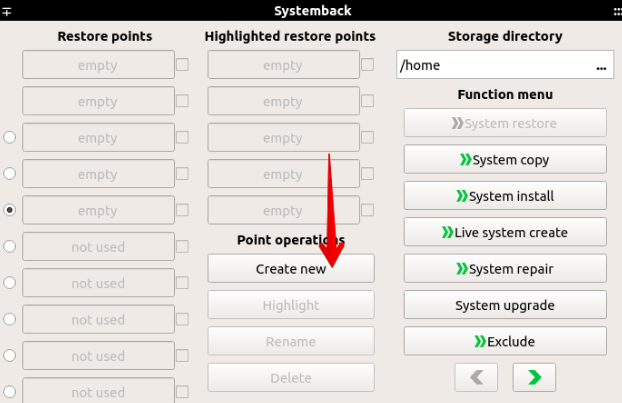 Systemback
Restore points
empty
empty
empty
empty
empty
not used
not used
not used
not used
not used
Highlighted restore points
empty
empty
empty
empty
empty
Point operations
Create new
Highlight
Rename
Delete
Storage directory
/home ...
Function menu
System restore
System copy
System install
Live system create
System repair
System upgrade
Exclude